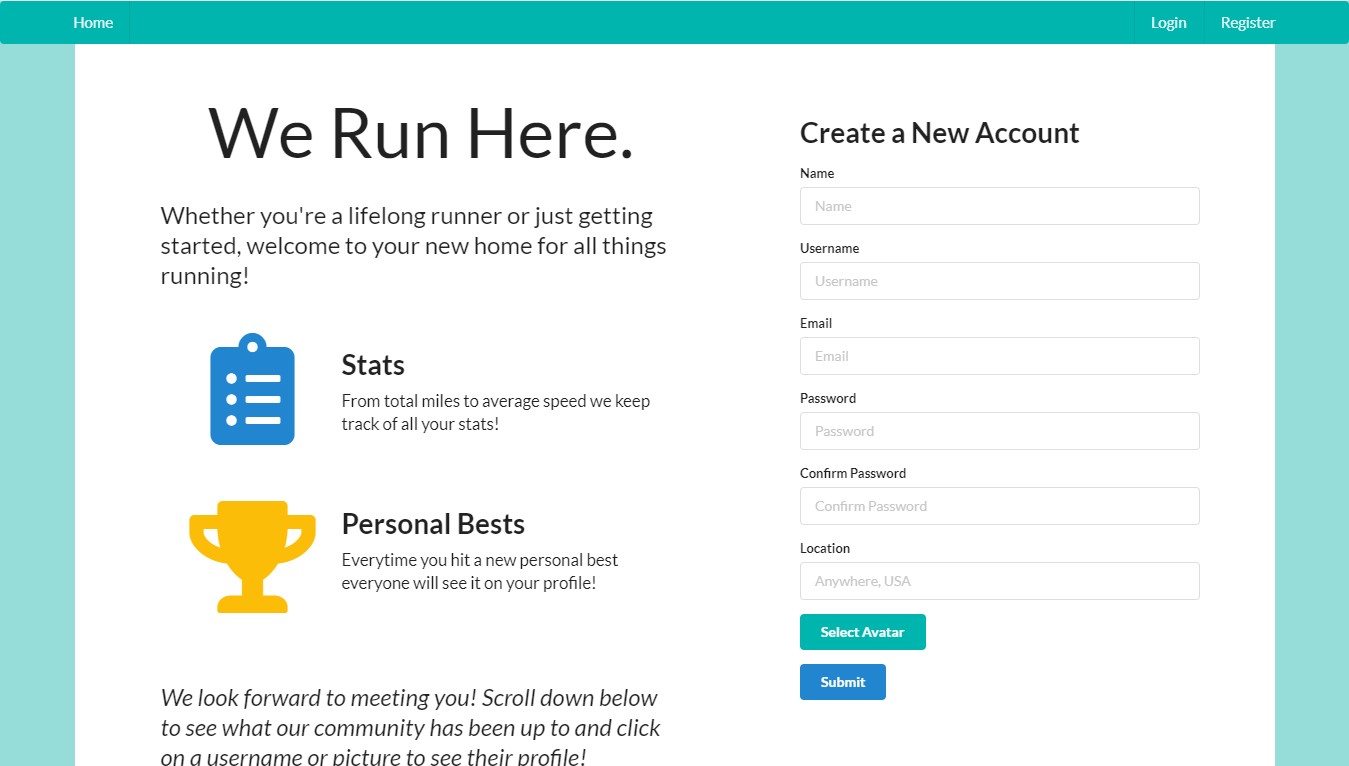 Home
Login
Register
We Run Here.
Whether you're a lifelong runner or just getting
started, welcome to your new home for all things
running!
Stats
From total miles to average speed we keep
track of all your stats!
Personal Bests
Everytime you hit a new personal best
everyone will see it on your profile!
We look forward to meeting you! Scroll down below
to see what our community has been up to and click
on a username or picture to see their profile!
Create a New Account
Name
Name
Username
Username
Email
Email
Password
Password
Confirm Password
Confirm Password
Location
Anywhere, USA
Select Avatar
Submit